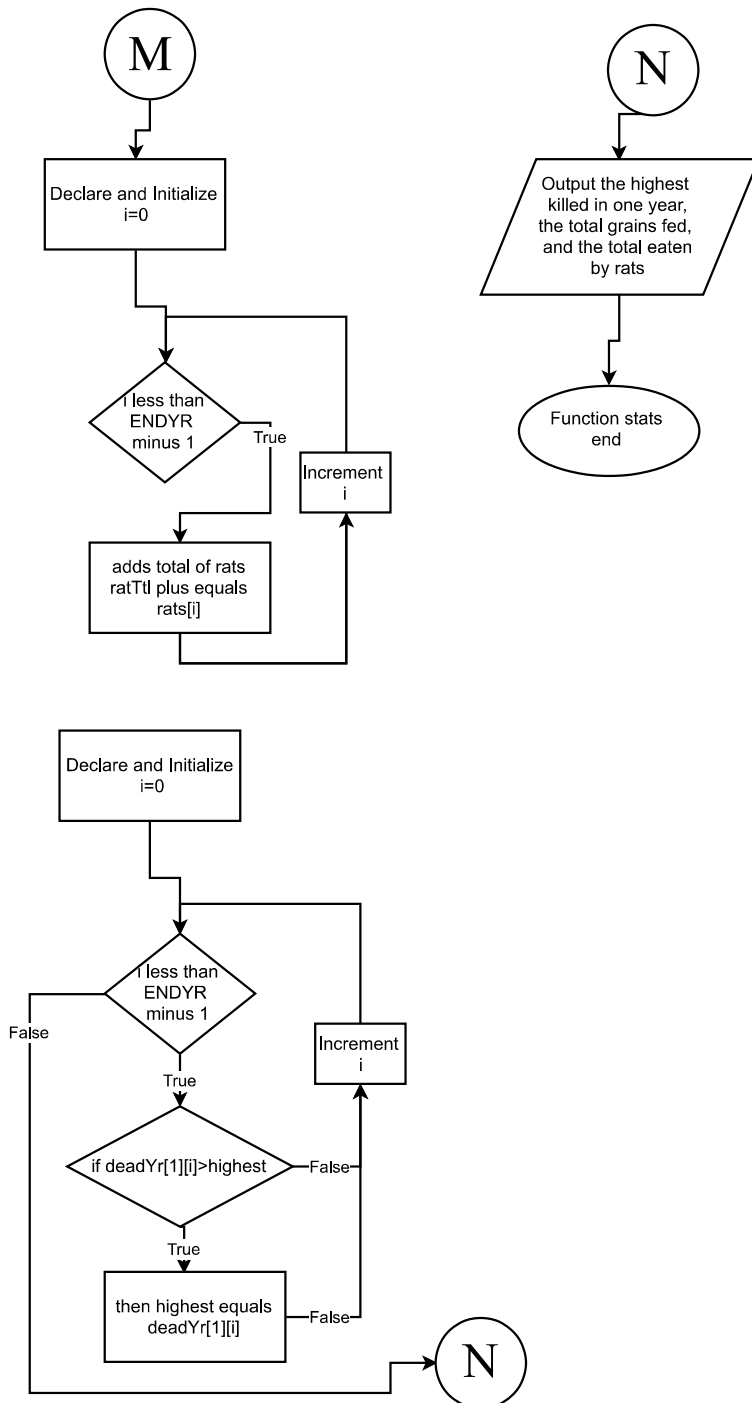 M
Declare and Initialize
i=0
i less than
ENDYR
minus 1
True
Increment
i
adds total of rats
ratTtl plus equals
rats[i]
N
Output the highest
killed in one year,
the total grains fed,
and the total eaten
by rats
Function stats
end
Declare and Initialize
i=0
i less than
ENDYR
minus 1
False
True
Increment
i
if deadYr[1][i]>highest
False
True
then highest equals
deadYr[1][i]
False
N